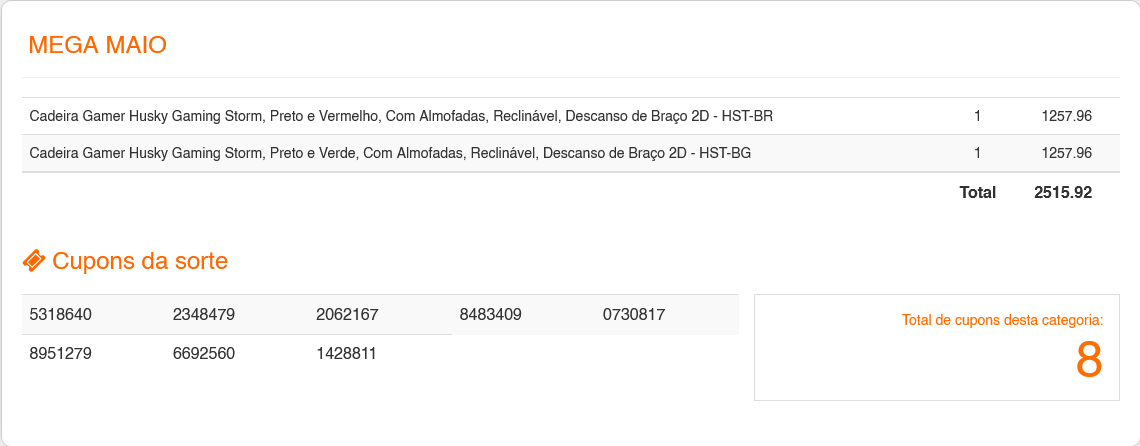 MEGA MAIO
Cadeira Gamer Husky Gaming Storm, Preto e Vermelho, Com Almofadas, Reclinável, Descanso de Braço 2D - HST-BR 1 1257.96
Cadeira Gamer Husky Gaming Storm, Preto e Verde, Com Almofadas, Reclinável, Descanso de Braço 2D - HST-BG 1 1257.96
Total 2515.92
Cupons da sorte
5318640 2348479 2062167 8483409 0730817
8951279 6692560 1428811
Total de cupons desta categoria:
8